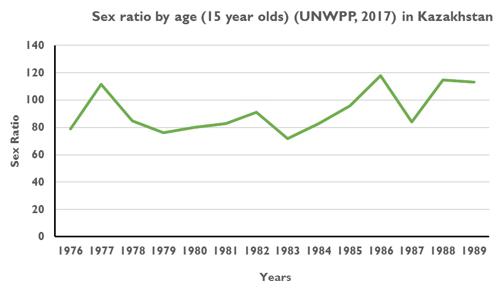 Sex ratio by age (15 year olds) (UNWPP, 2017) in Kazakhstan
140
120
100
80
60
40
20
0
Sex Ratio
1976 1977 1978 1979 1980 1981 1982 1983 1984 1985 1986 1987 1988 1989
Years